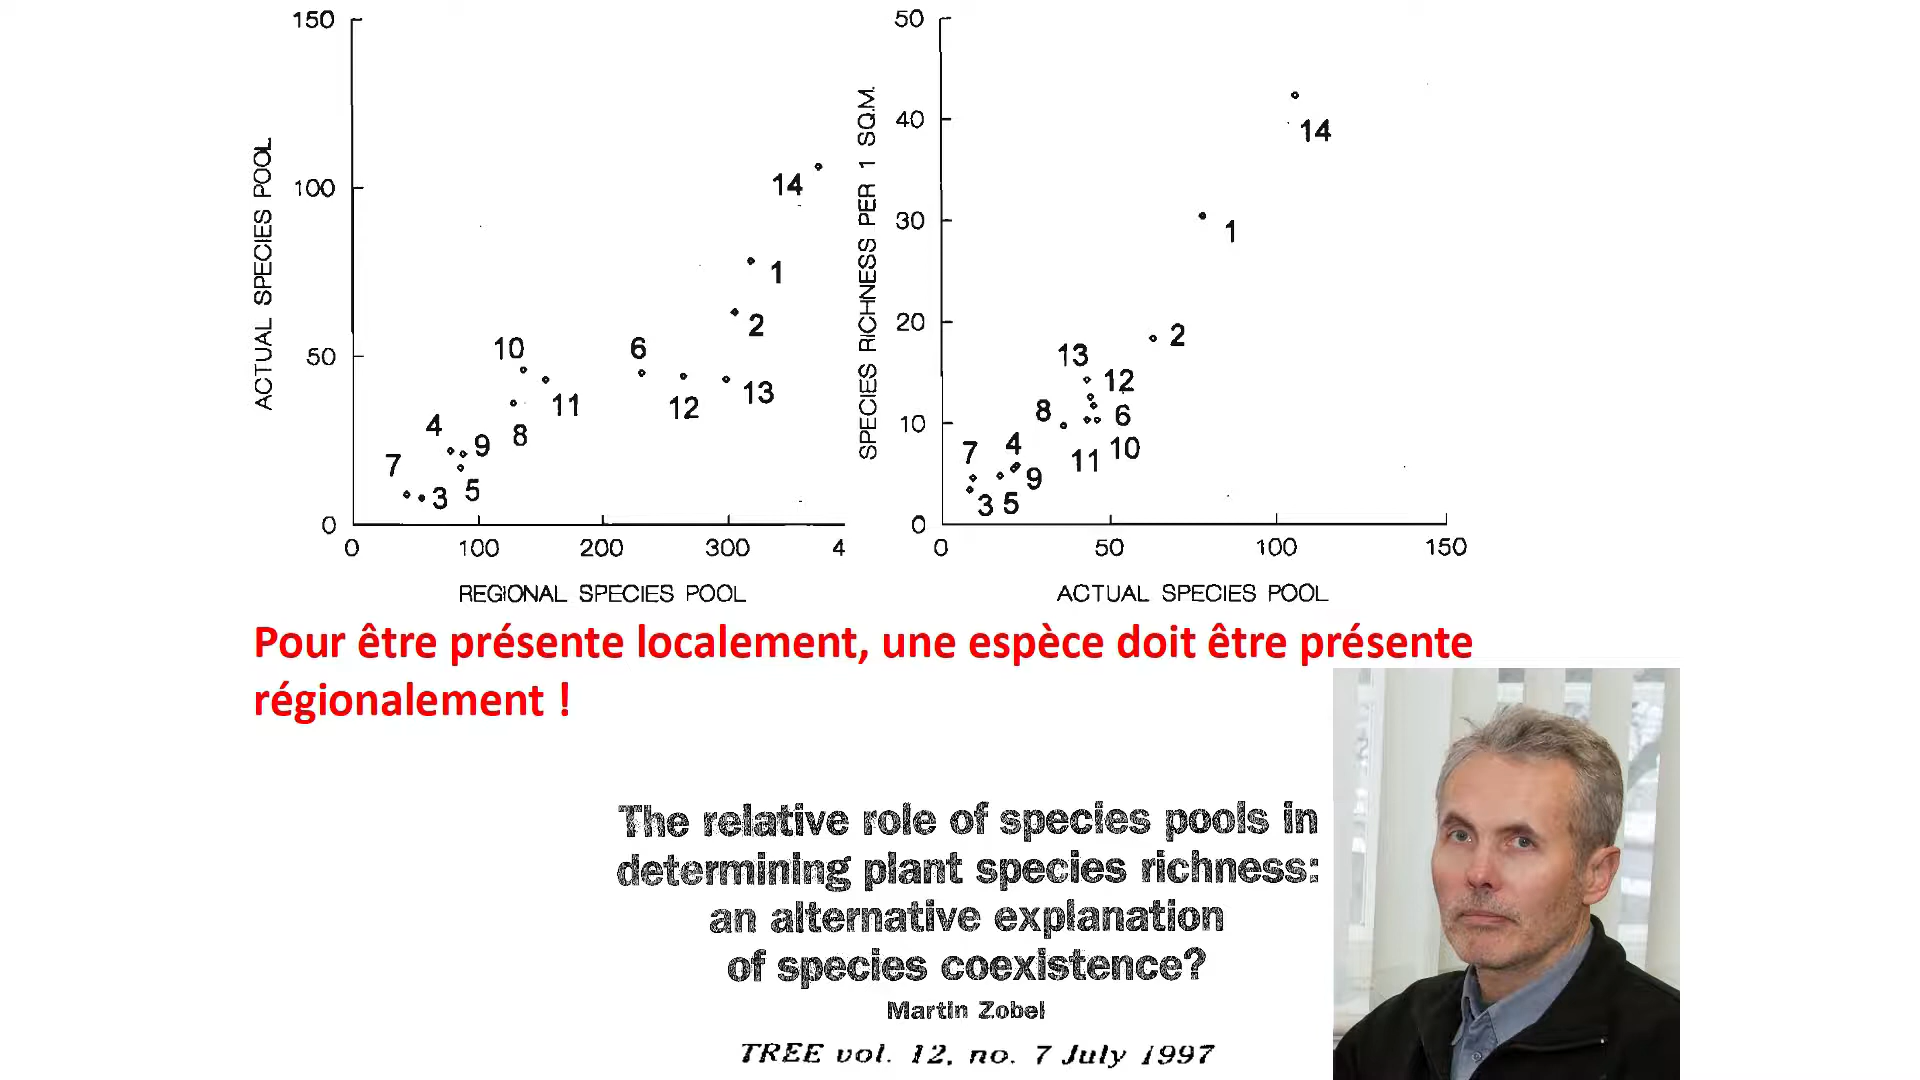 150
100
50
0
ACTUAL SPECIES POOL
14
1
2
10
6
11
12
13
4
9
8
7
3
5
0 100 200 300 4
REGIONAL SPECIES POOL
50
40
30
20
10
0
SPECIES RICHNESS PER 1 SQ.M.
14
1
2
13
12
8
6
10
11
7
4
9
3
5
0 50 100 150
ACTUAL SPECIES POOL
Pour être présente localement, une espèce doit être présente
régionalement !
The relative role of species pools in
determining plant species richness:
an alternative explanation
of species coexistence?
Martin Zobel
TREE vol. 12, no. 7 July 1997